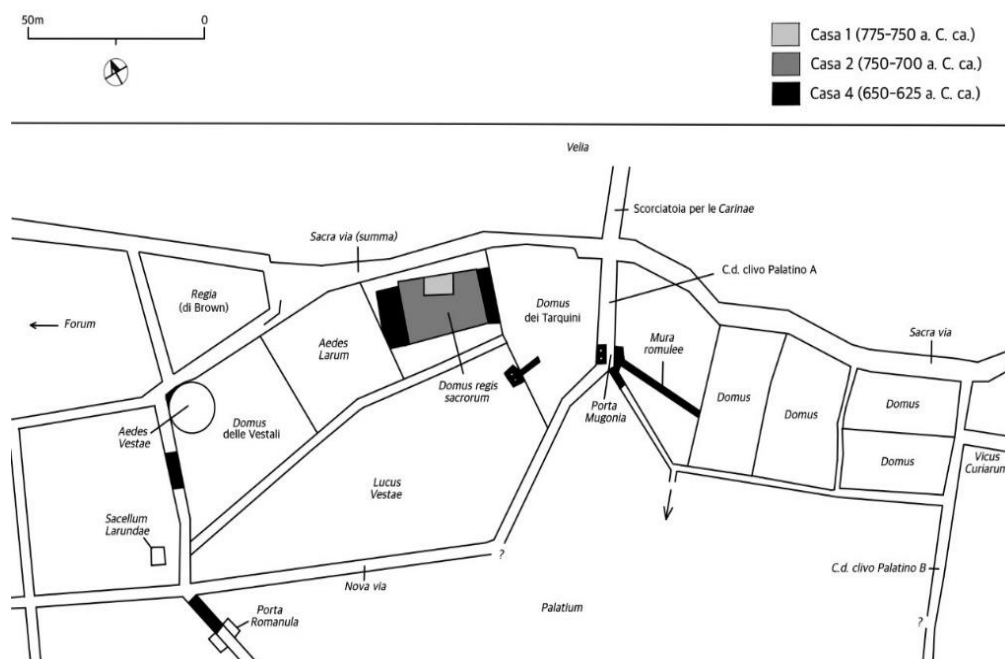 50m 0
Casa 1 (775-750 a. C. ca.)
Casa 2 (750-700 a. C. ca.)
Casa 4 (650-625 a. C. ca.)
Velia
Scorciatoia per le Carinae
Sacra via (summa)
C.d. clivo Palatino A
Regia
(di Brown)
Forum
Domus
dei Tarquini
Aedes
Larum
Mura
romulee
Sacra via
Domus regis
sacrorum
Porta
Mugonia
Domus
Domus
Domus
Domus
Aedes
Vestae
Domus
delle Vestali
Vicus
Curiarum
Lucus
Vestae
Sacellum
Larundae
?
Nova via
C.d. clivo Palatino B
Palatium
Porta
Romanula
?